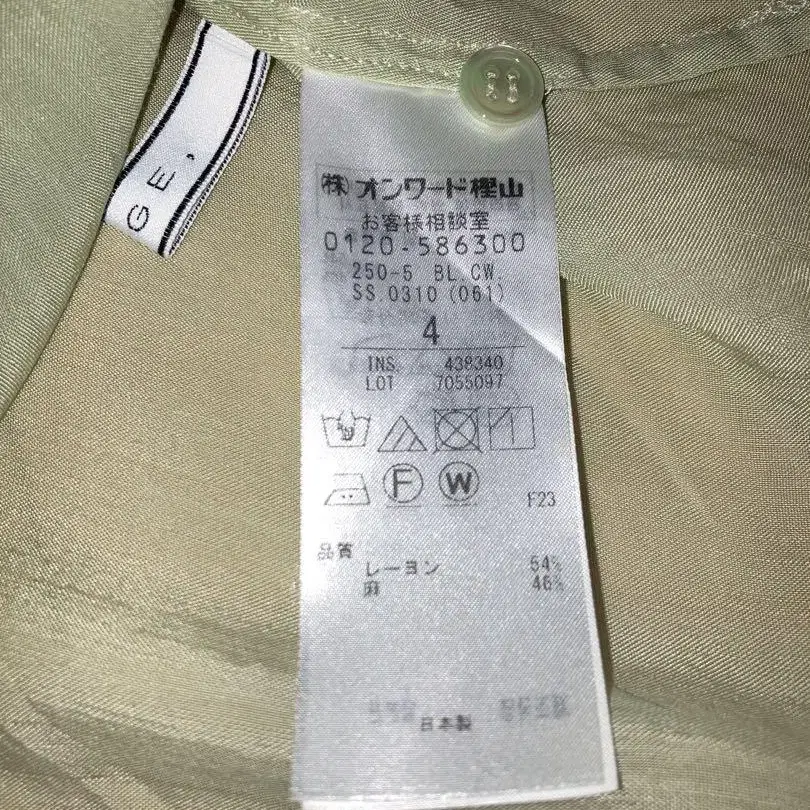 GE,
㈱オンワード樫山
お客様相談室
0120-586300
250-5 BL.CW.
SS.0310 (061)
4
INS 438340
LOT 7055097
F
W
F23
品質
レーヨン 54%
麻 46%
日本製